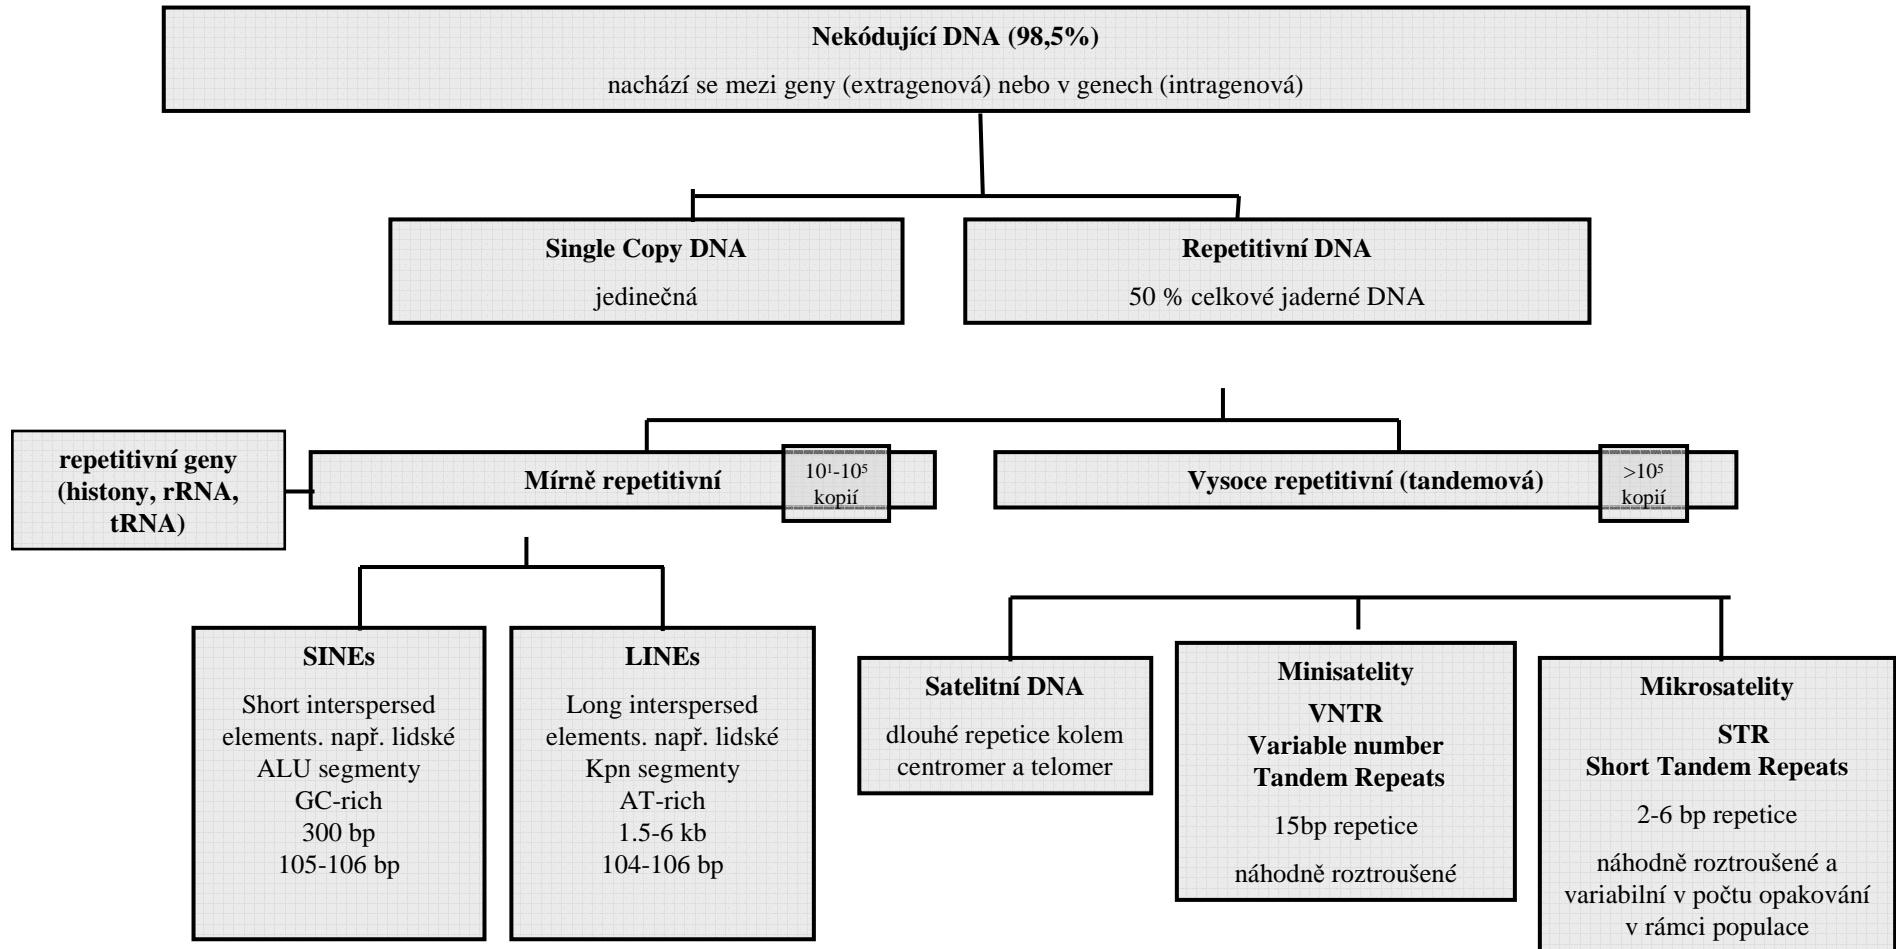 Nekódující DNA (98,5%)
nachází se mezi geny (extragenová) nebo v genech (intragenová)
Single Copy DNA
jedinečná
Repetitivní DNA
50 % celkové jaderné DNA
repetitivní geny
(histony, rRNA,
tRNA)
Mírně repetitivní
10¹-10⁵
kopií
Vysoce repetitivní (tandemová)
>10⁵
kopií
SINEs
Short interspersed
elements. např. lidské
ALU segmenty
GC-rich
300 bp
105-106 bp
LINEs
Long interspersed
elements. např. lidské
Kpn segmenty
AT-rich
1.5-6 kb
104-106 bp
Satelitní DNA
dlouhé repetice kolem
centromer a telomer
Minisatelity
VNTR
Variable number
Tandem Repeats
15bp repetice
náhodně roztroušené
Mikrosatelity
STR
Short Tandem Repeats
2-6 bp repetice
náhodně roztroušené a
variabilní v počtu opakování
v rámci populace